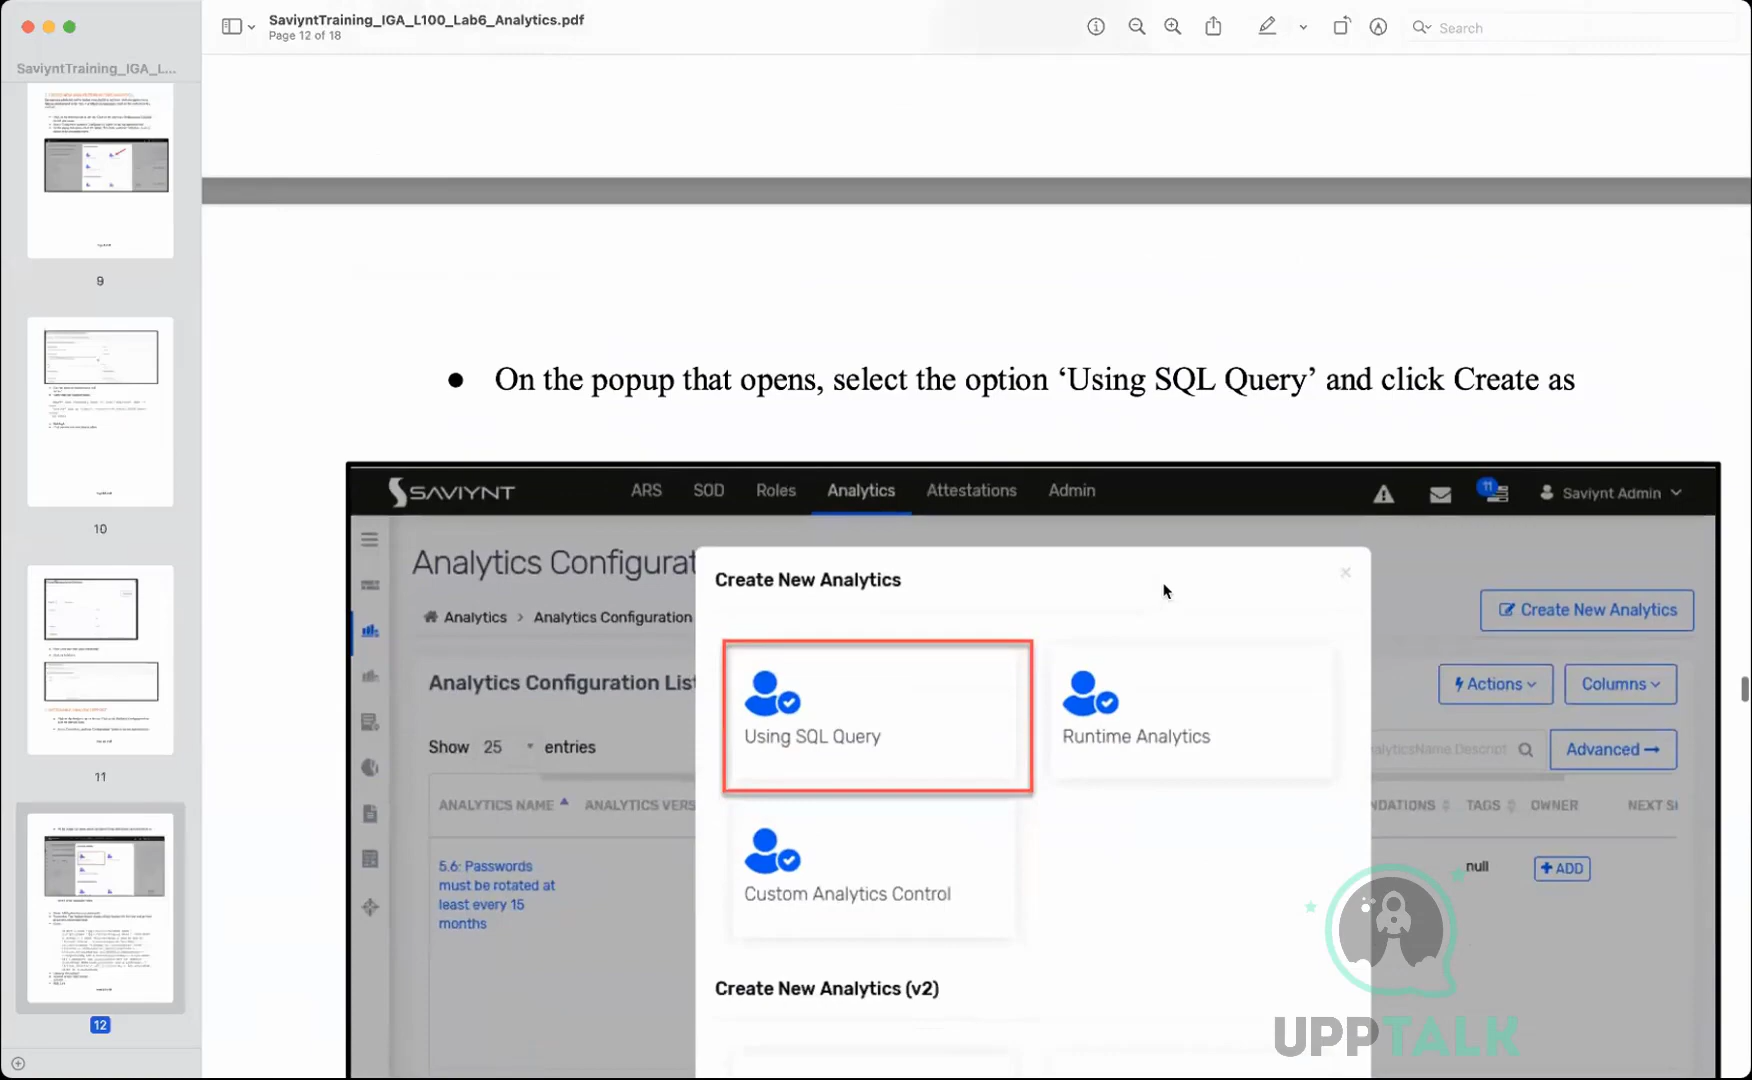 SaviyntTraining_IGA_L100_Lab6_Analytics.pdf
Page 12 of 18
Search
SaviyntTraining_IGA_L...
9
10
11
12
• On the popup that opens, select the option ‘Using SQL Query’ and click Create as
SAVIYNT
ARS SOD Roles Analytics Attestations Admin
11
Saviynt Admin
Analytics Configurat
Create New Analytics
Analytics > Analytics Configuration
Create New Analytics
Analytics Configuration List
Actions
Columns
Using SQL Query
Runtime Analytics
Show 25 entries
nalyticsName Descript
Advanced
ANALYTICS NAME ANALYTICS VERS
NDATIONS TAGS OWNER NEXT S
5.6: Passwords
must be rotated at
least every 15
months
null
+ ADD
Custom Analytics Control
Create New Analytics (v2)
UPPTALK